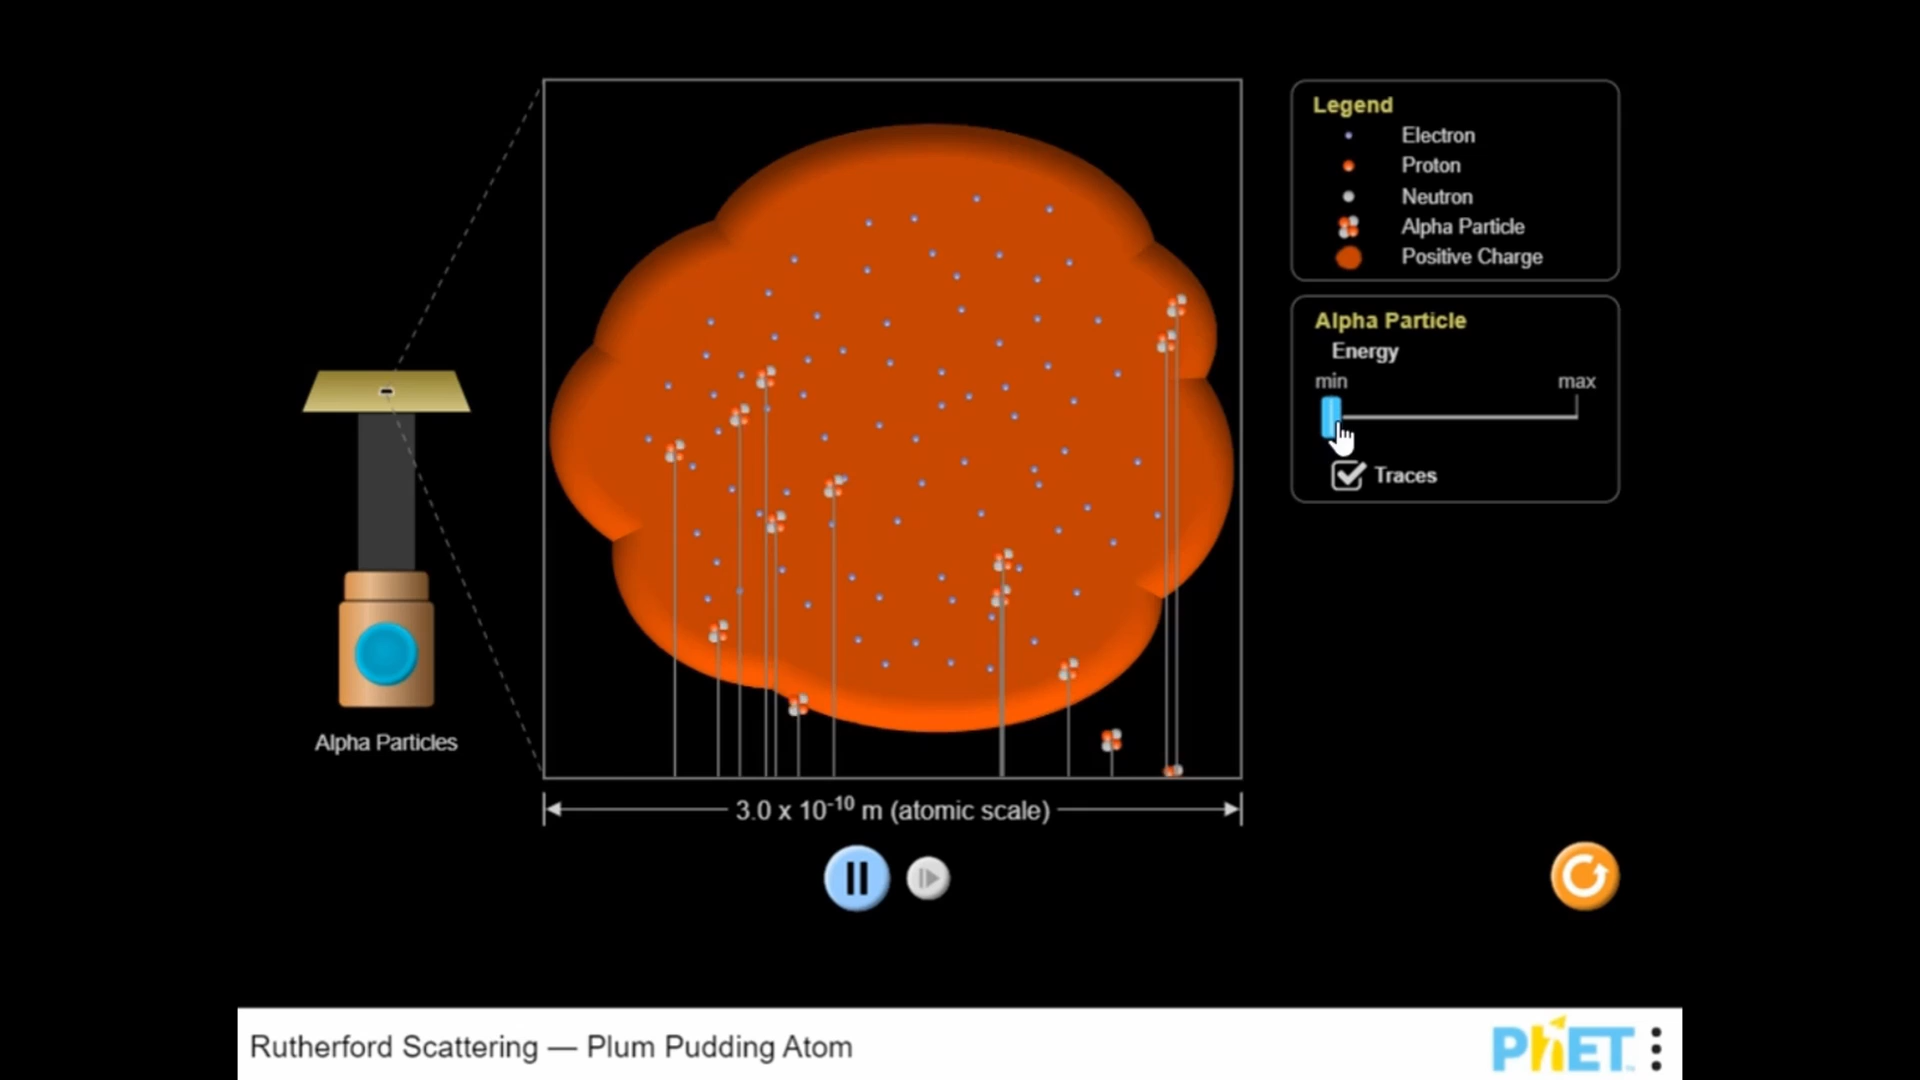 Legend
Electron
Proton
Neutron
Alpha Particle
Positive Charge
Alpha Particle
Energy
min max
Traces
Alpha Particles
3.0 x 10⁻¹⁰ m (atomic scale)
Rutherford Scattering — Plum Pudding Atom
PhET